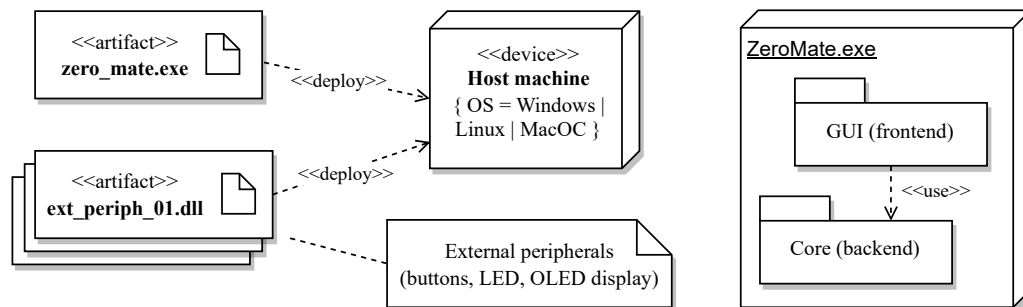 <<artifact>>
zero_mate.exe
<<deploy>>
<<device>>
Host machine
{ OS = Windows |
Linux | MacOC }
<<artifact>>
ext_periph_01.dll
<<deploy>>
External peripherals
(buttons, LED, OLED display)
ZeroMate.exe
GUI (frontend)
<<use>>
Core (backend)